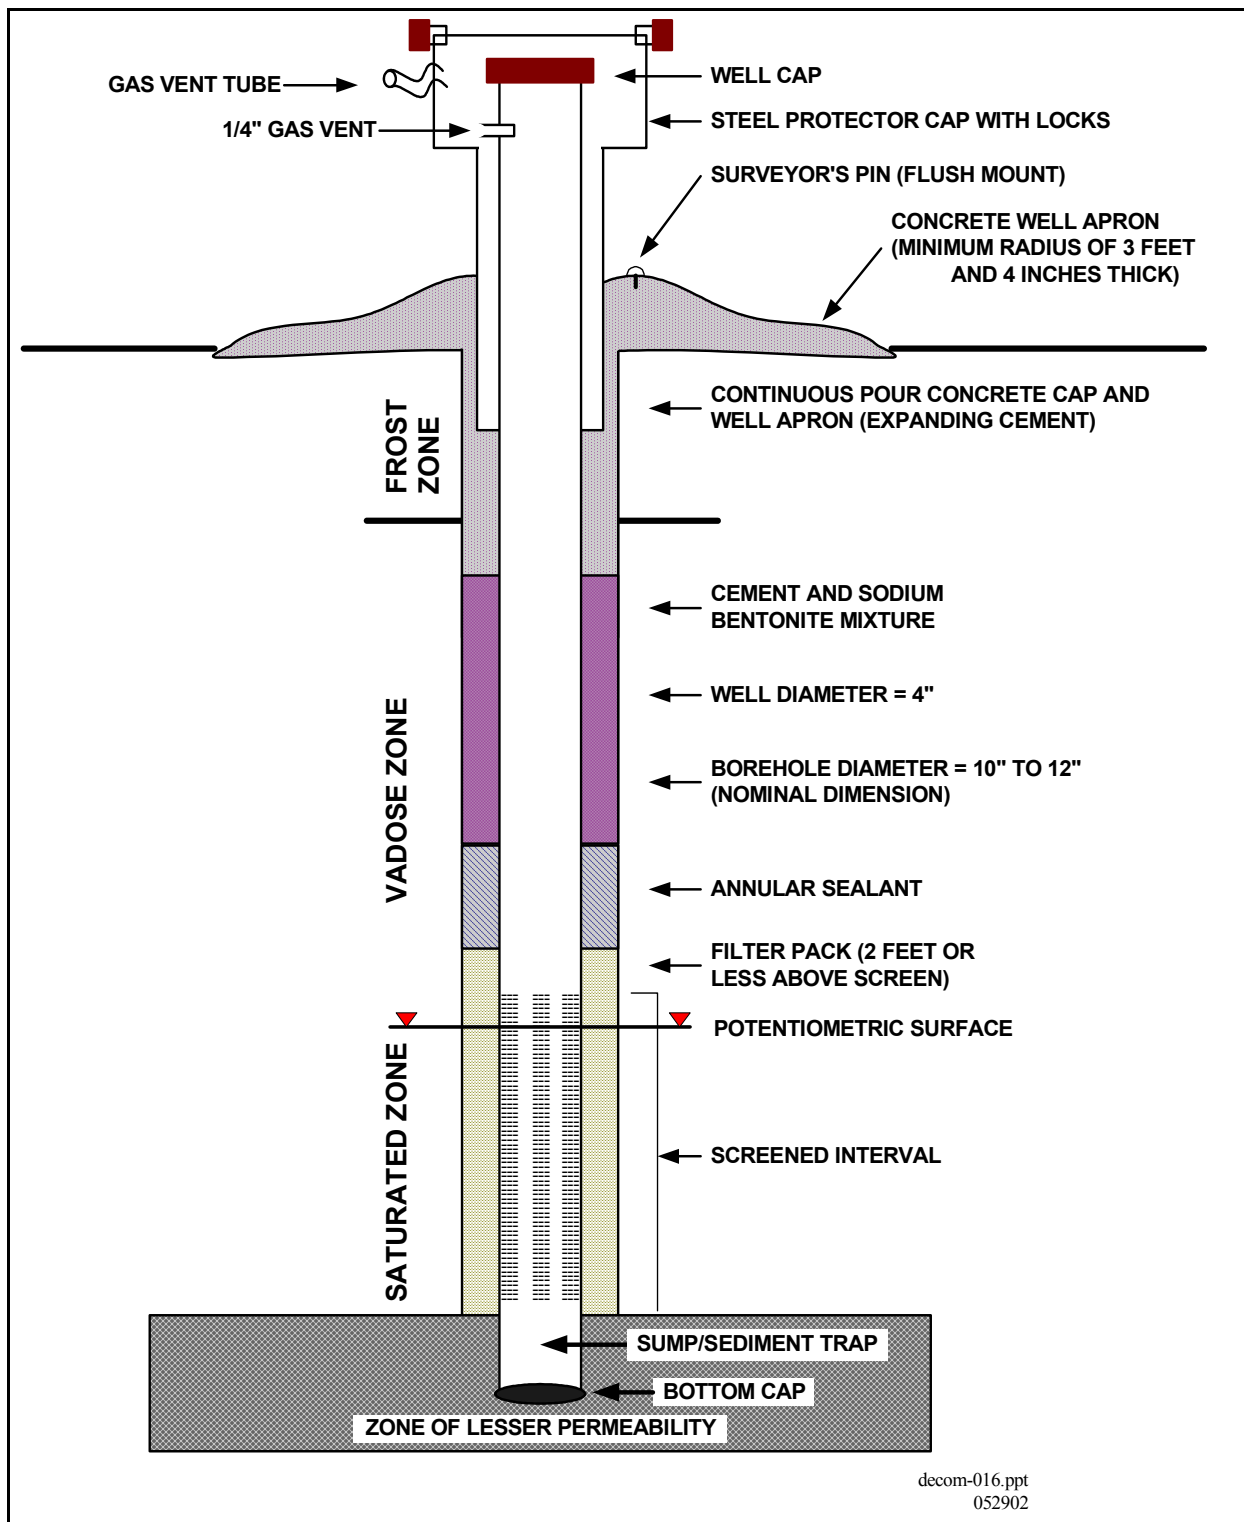 GAS VENT TUBE
WELL CAP
1/4" GAS VENT
STEEL PROTECTOR CAP WITH LOCKS
SURVEYOR'S PIN (FLUSH MOUNT)
CONCRETE WELL APRON
(MINIMUM RADIUS OF 3 FEET
AND 4 INCHES THICK)
CONTINUOUS POUR CONCRETE CAP AND
WELL APRON (EXPANDING CEMENT)
FROST
ZONE
CEMENT AND SODIUM
BENTONITE MIXTURE
WELL DIAMETER = 4"
VADOSE ZONE
BOREHOLE DIAMETER = 10" TO 12"
(NOMINAL DIMENSION)
ANNULAR SEALANT
FILTER PACK (2 FEET OR
LESS ABOVE SCREEN)
POTENTIOMETRIC SURFACE
SATURATED ZONE
SCREENED INTERVAL
SUMP/SEDIMENT TRAP
BOTTOM CAP
ZONE OF LESSER PERMEABILITY
decom-016.ppt
052902